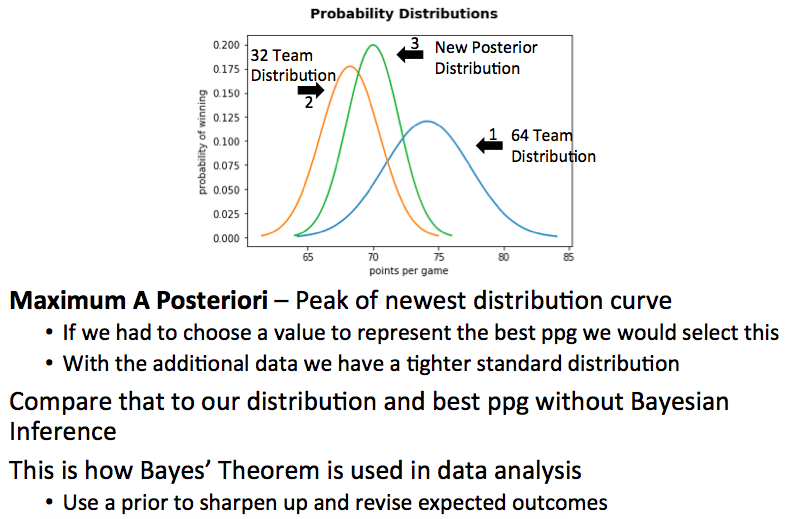 Probability Distributions
0.200
0.175
0.150
0.125
0.100
0.075
0.050
0.025
0.000
probability of winning
32 Team
Distribution
2
3
New Posterior
Distribution
1
64 Team
Distribution
65
70
75
80
85
points per game
Maximum A Posteriori – Peak of newest distribution curve
• If we had to choose a value to represent the best ppg we would select this
• With the additional data we have a tighter standard distribution
Compare that to our distribution and best ppg without Bayesian
Inference
This is how Bayes’ Theorem is used in data analysis
• Use a prior to sharpen up and revise expected outcomes